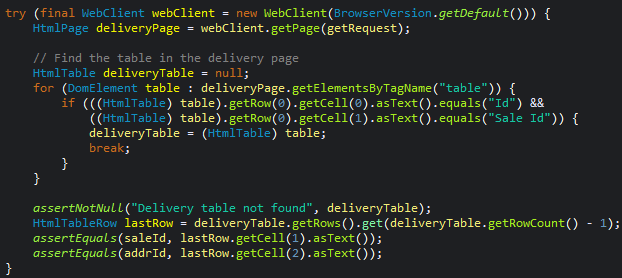 try (final WebClient webClient = new WebClient(BrowserVersion.getDefault())) {
    HtmlPage deliveryPage = webClient.getPage(getRequest);

    // Find the table in the delivery page
    HtmlTable deliveryTable = null;
    for (DomElement table : deliveryPage.getElementsByTagName("table")) {
        if (((HtmlTable) table).getRow(0).getCell(0).asText().equals("Id") &&
            ((HtmlTable) table).getRow(0).getCell(1).asText().equals("Sale Id")) {
            deliveryTable = (HtmlTable) table;
            break;
        }
    }

    assertNotNull("Delivery table not found", deliveryTable);
    HtmlTableRow lastRow = deliveryTable.getRows().get(deliveryTable.getRowCount() - 1);
    assertEquals(saleId, lastRow.getCell(1).asText());
    assertEquals(addrId, lastRow.getCell(2).asText());
}